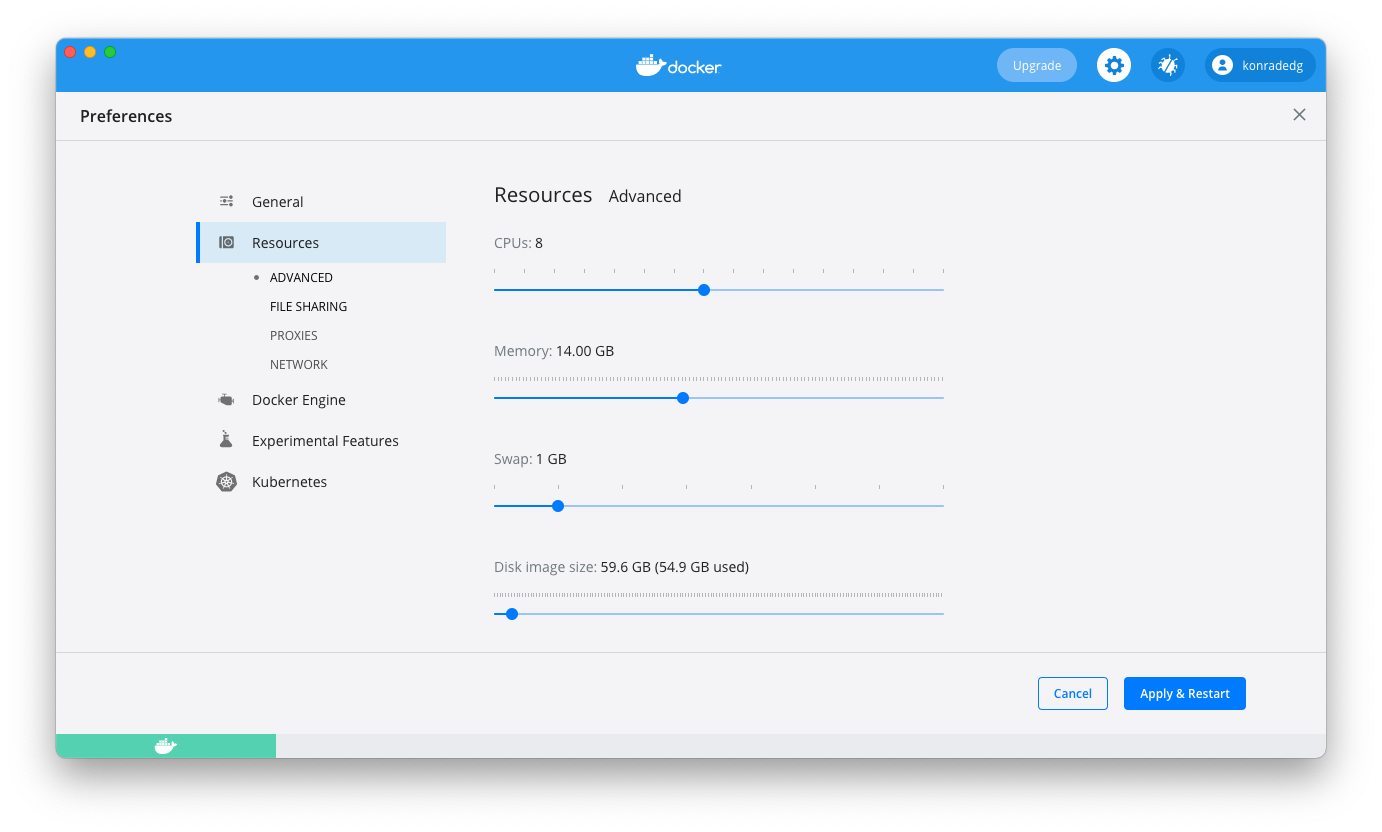 docker
Upgrade
konradedg
Preferences
General
Resources
ADVANCED
FILE SHARING
PROXIES
NETWORK
Docker Engine
Experimental Features
Kubernetes
Resources Advanced
CPUs: 8
Memory: 14.00 GB
Swap: 1 GB
Disk image size: 59.6 GB (54.9 GB used)
Cancel
Apply & Restart